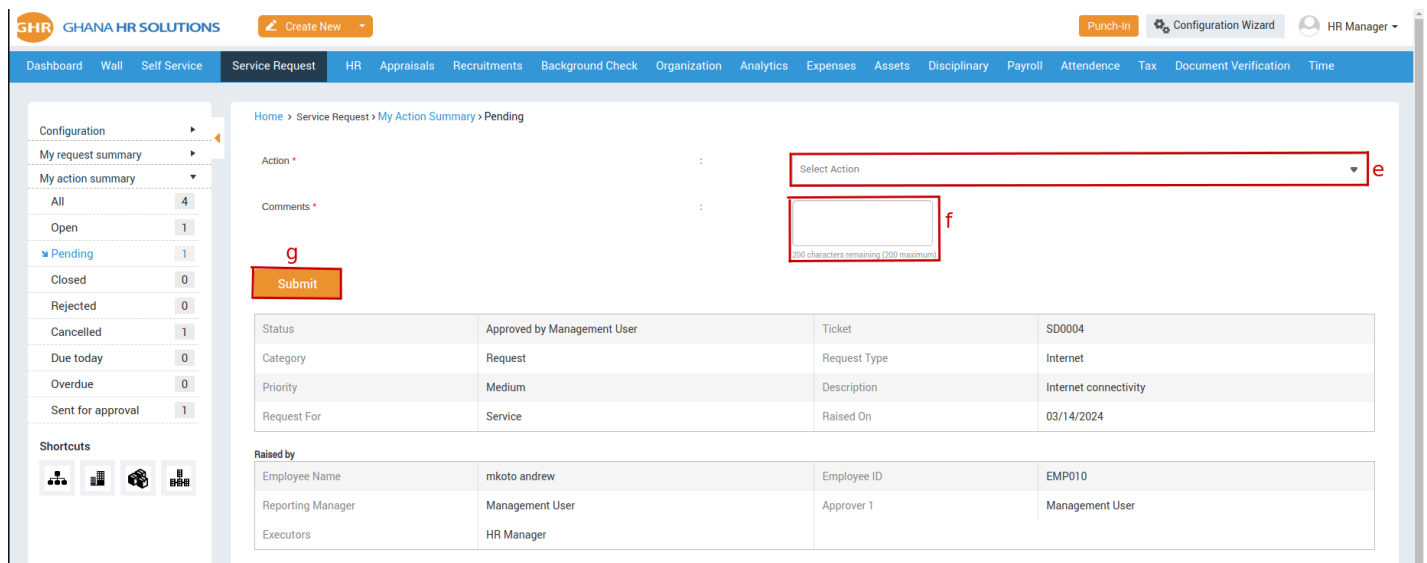 GHR GHANA HR SOLUTIONS Create New Punch-In Configuration Wizard HR Manager
Dashboard Wall Self Service Service Request HR Appraisals Recruitments Background Check Organization Analytics Expenses Assets Disciplinary Payroll Attendence Tax Document Verification Time
Configuration
My request summary
My action summary
All 4
Open 1
Pending 1
Closed 0
Rejected 0
Cancelled 1
Due today 0
Overdue 0
Sent for approval 1
Shortcuts
Home > Service Request > My Action Summary > Pending
Action * : Select Action e
Comments * : f
200 characters remaining (200 maximum)
g
Submit
Status Approved by Management User Ticket SD0004
Category Request Request Type Internet
Priority Medium Description Internet connectivity
Request For Service Raised On 03/14/2024
Raised by
Employee Name mkoto andrew Employee ID EMP010
Reporting Manager Management User Approver 1 Management User
Executors HR Manager